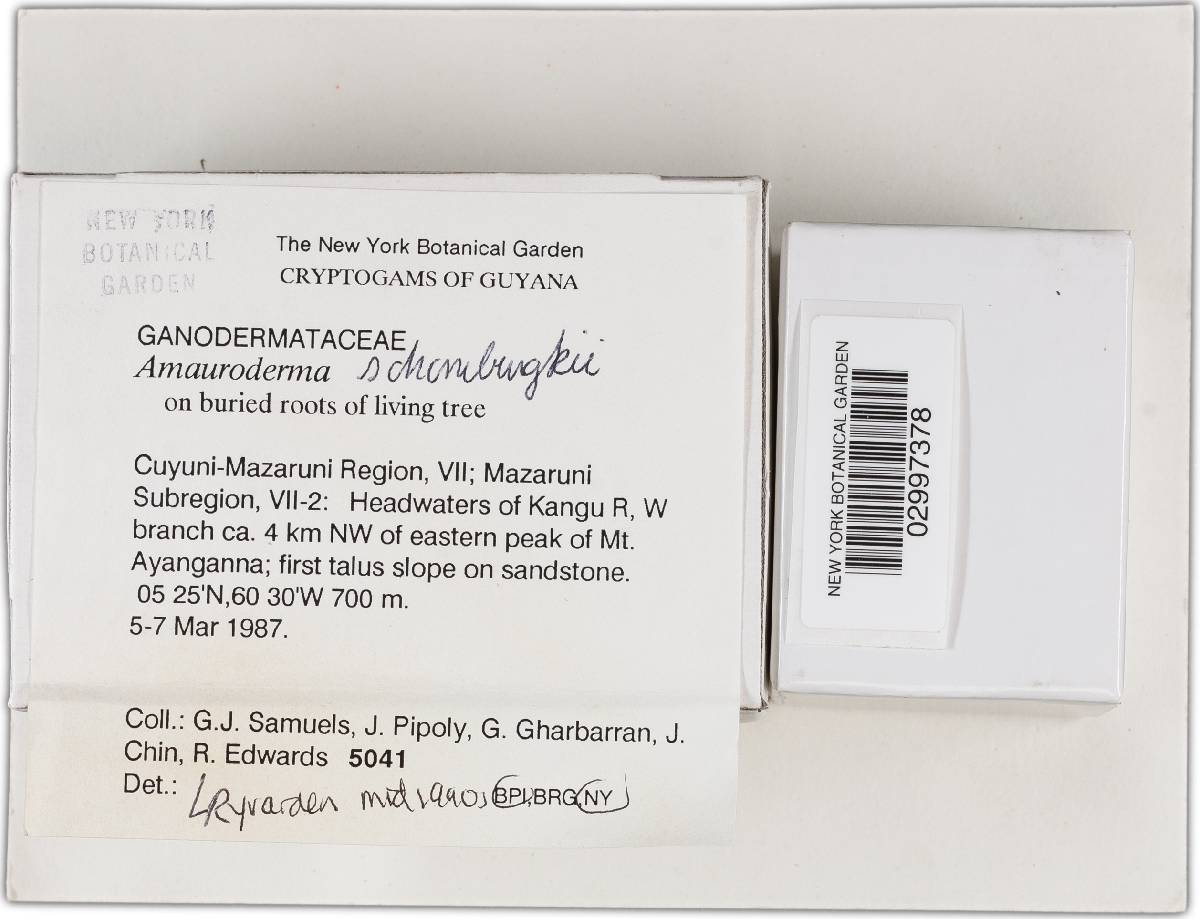 NEW YORK
BOTANICAL
GARDEN
The New York Botanical Garden
CRYPTOGAMS OF GUYANA
GANODERMATACEAE
Amauroderma schomburgkii
on buried roots of living tree
Cuyuni-Mazaruni Region, VII; Mazaruni
Subregion, VII-2: Headwaters of Kangu R, W
branch ca. 4 km NW of eastern peak of Mt.
Ayanganna; first talus slope on sandstone.
05 25'N,60 30'W 700 m.
5-7 Mar 1987.
Coll.: G.J. Samuels, J. Pipoly, G. Gharbarran, J.
Chin, R. Edwards 5041
Det.: LRyvarden mid 1990s BPI,BRG,NY
NEW YORK BOTANICAL GARDEN
02997378